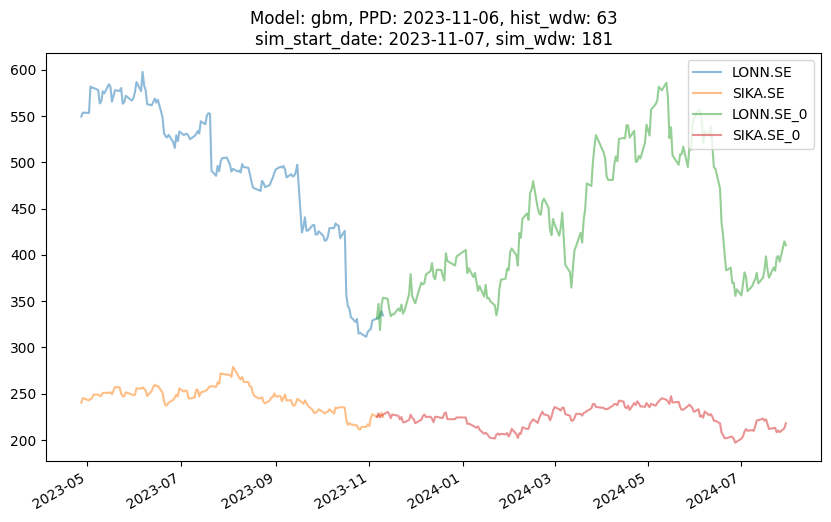 Model: gbm, PPD: 2023-11-06, hist_wdw: 63
sim_start_date: 2023-11-07, sim_wdw: 181
LONN.SE
SIKA.SE
LONN.SE_0
SIKA.SE_0
600
550
500
450
400
350
300
250
200
2023-05
2023-07
2023-09
2023-11
2024-01
2024-03
2024-05
2024-07